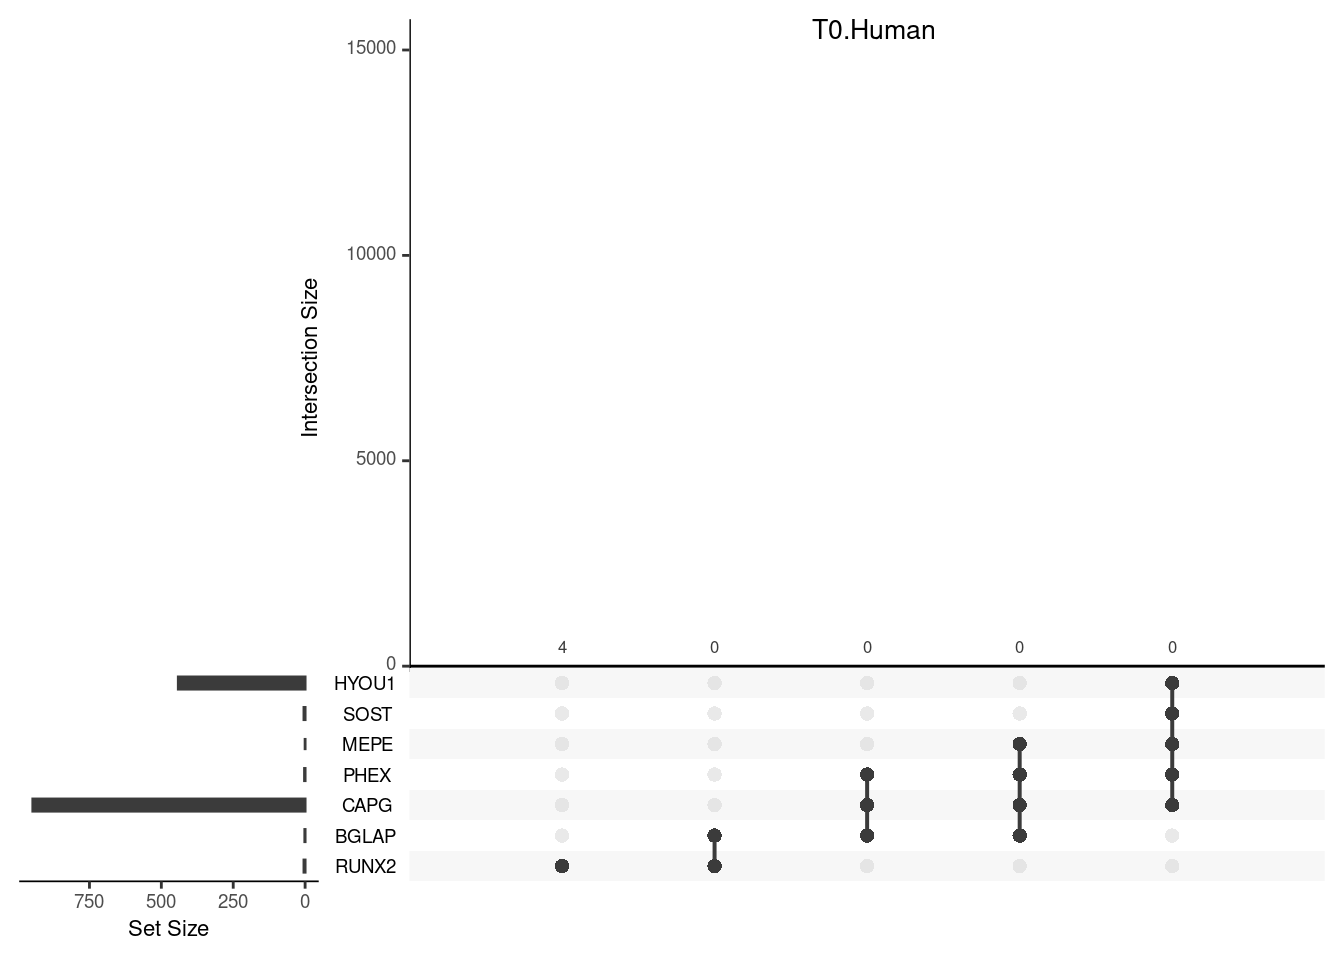 T0.Human
15000
10000
5000
0
Intersection Size
4 0 0 0 0
HYOU1
SOST
MEPE
PHEX
CAPG
BGLAP
RUNX2
750 500 250 0
Set Size